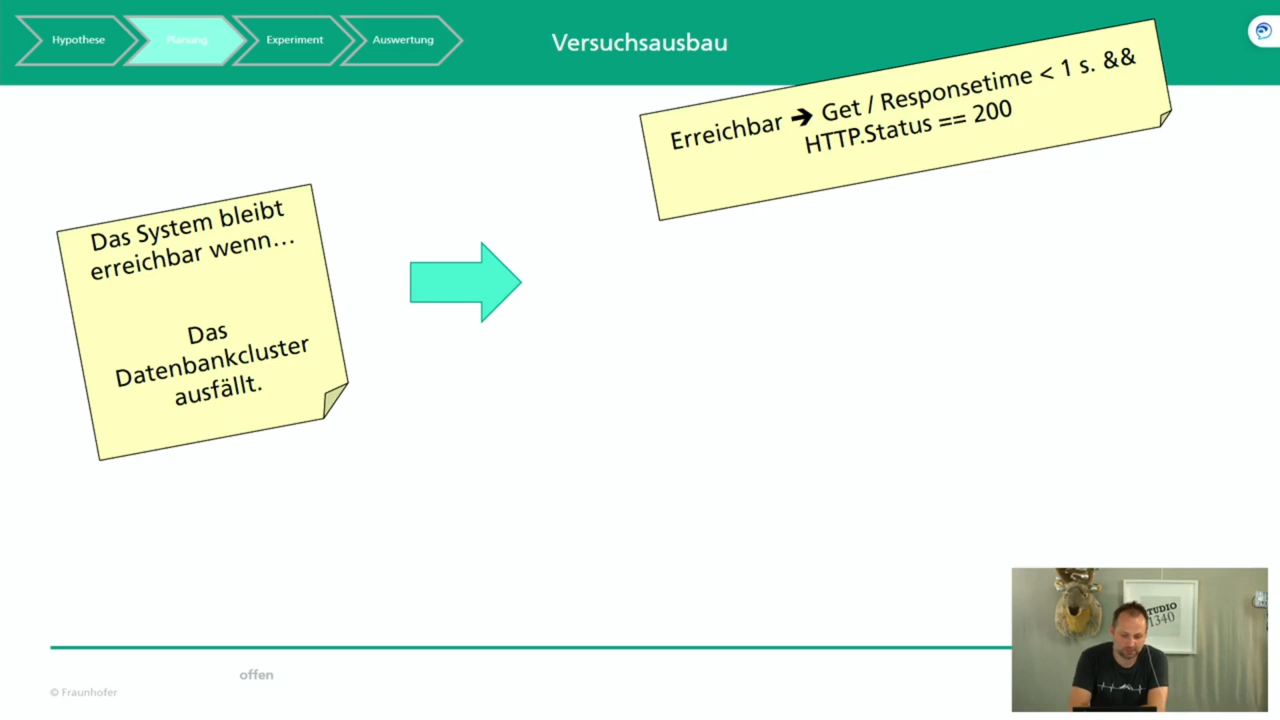 Hypothese
Planung
Experiment
Auswertung
Versuchsausbau
Erreichbar ➔ Get / Responsetime < 1 s. &&
HTTP.Status == 200
Das System bleibt
erreichbar wenn...
Das
Datenbankcluster
ausfällt.
TUDIO
1340
offen
© Fraunhofer